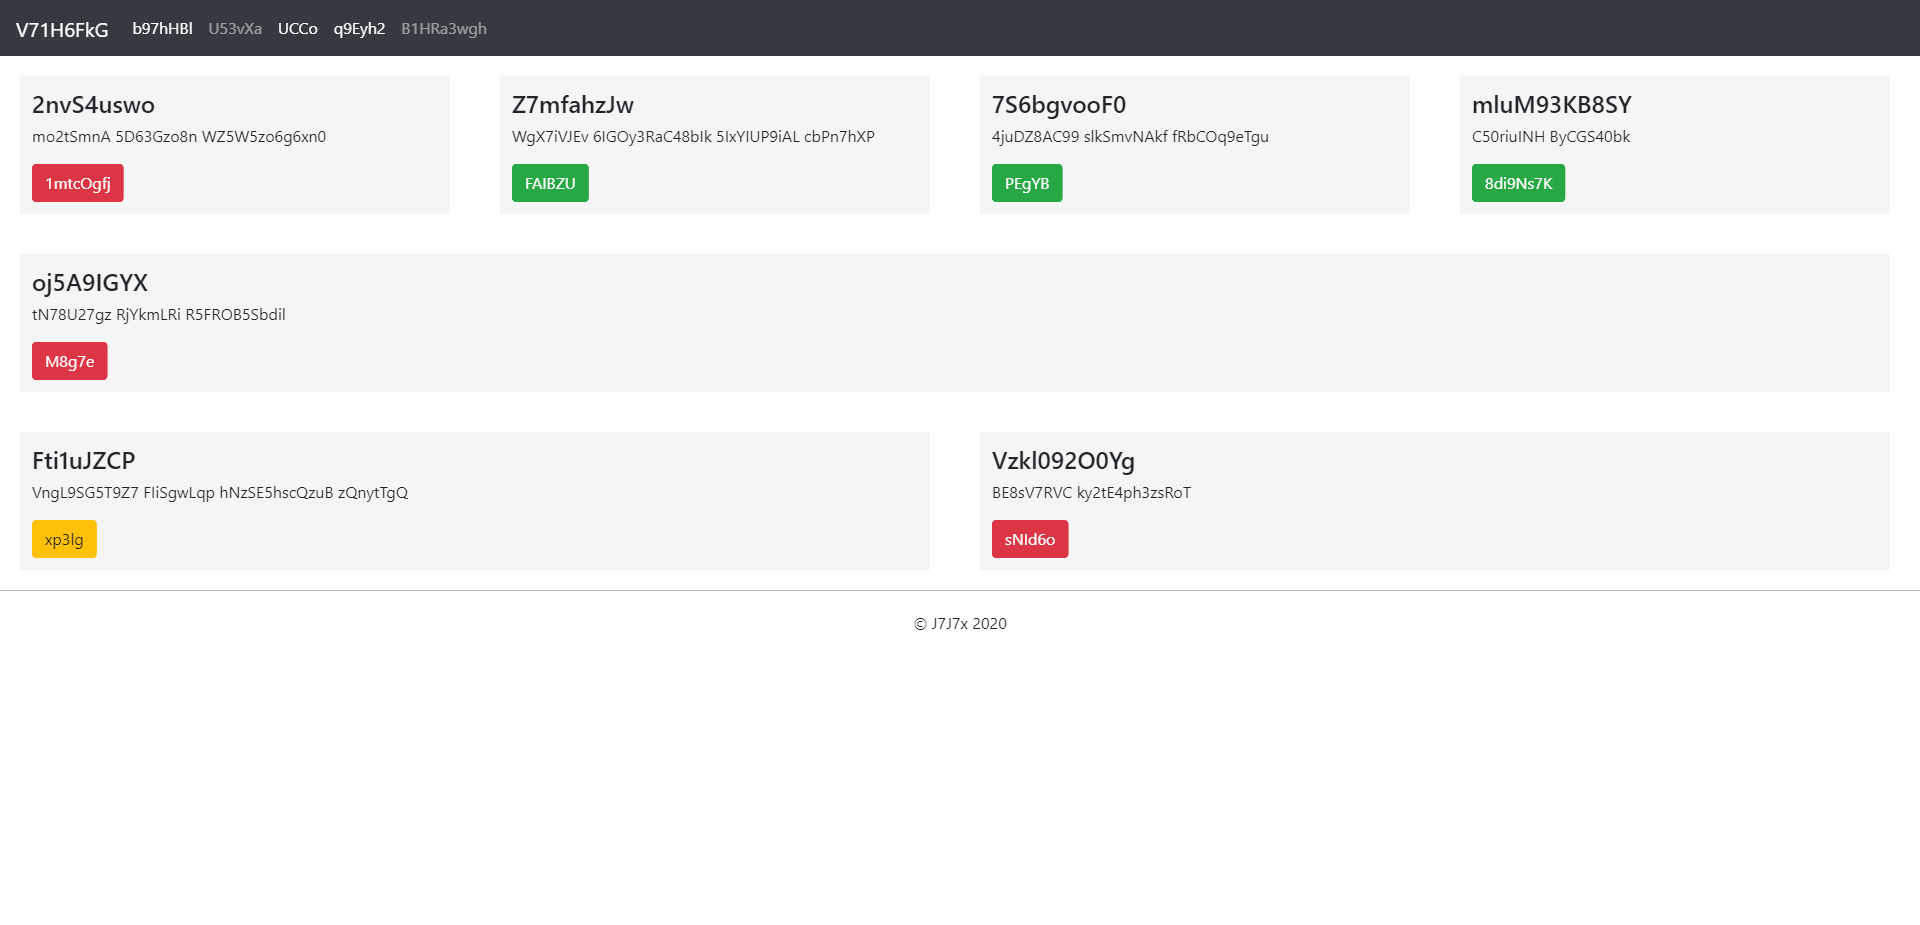 V71H6FkG b97hHBl U53vXa UCCo q9Eyh2 B1HRa3wgh
2nvS4uswo
mo2tSmnA 5D63Gzo8n WZ5W5zo6g6xn0
1mtcOgfj
Z7mfahzJw
WgX7iVJEv 6IGOy3RaC48bIk 5IxYIUP9iAL cbPn7hXP
FAIBZU
7S6bgvooF0
4juDZ8AC99 slkSmvNAkf fRbCOq9eTgu
PEgYB
mluM93KB8SY
C50riuINH ByCGS40bk
8di9Ns7K
oj5A9IGYX
tN78U27gz RjYkmLRi R5FROB5Sbdil
M8g7e
Fti1uJZCP
VngL9SG5T9Z7 FIiSgwLqp hNzSE5hscQzuB zQnytTgQ
xp3lg
Vzkl092O0Yg
BE8sV7RVC ky2tE4ph3zsRoT
sNId6o
© J7J7x 2020